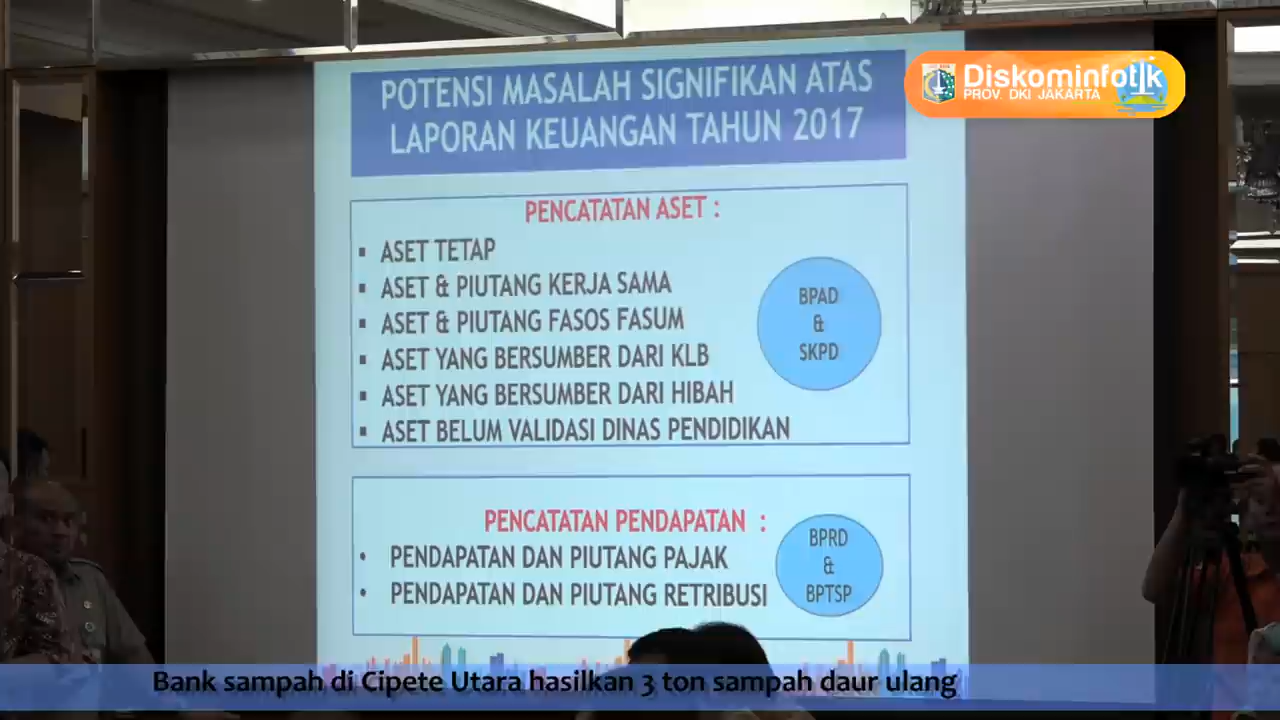 POTENSI MASALAH SIGNIFIKAN ATAS
LAPORAN KEUANGAN TAHUN 2017
Diskominfotik
PROV. DKI JAKARTA
PENCATATAN ASET :
▪ ASET TETAP
▪ ASET & PIUTANG KERJA SAMA
▪ ASET & PIUTANG FASOS FASUM
▪ ASET YANG BERSUMBER DARI KLB
▪ ASET YANG BERSUMBER DARI HIBAH
▪ ASET BELUM VALIDASI DINAS PENDIDIKAN
BPAD
&
SKPD
PENCATATAN PENDAPATAN :
• PENDAPATAN DAN PIUTANG PAJAK
• PENDAPATAN DAN PIUTANG RETRIBUSI
BPRD
&
BPTSP
Bank sampah di Cipete Utara hasilkan 3 ton sampah daur ulang